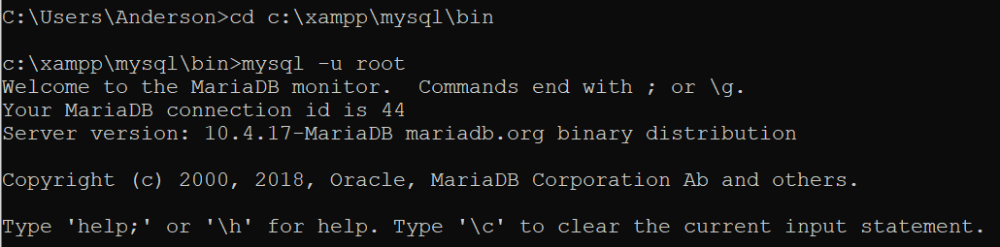 C:\Users\Anderson>cd c:\xampp\mysql\bin
c:\xampp\mysql\bin>mysql -u root
Welcome to the MariaDB monitor.  Commands end with ; or \g.
Your MariaDB connection id is 44
Server version: 10.4.17-MariaDB mariadb.org binary distribution
Copyright (c) 2000, 2018, Oracle, MariaDB Corporation Ab and others.
Type 'help;' or '\h' for help. Type '\c' to clear the current input statement.